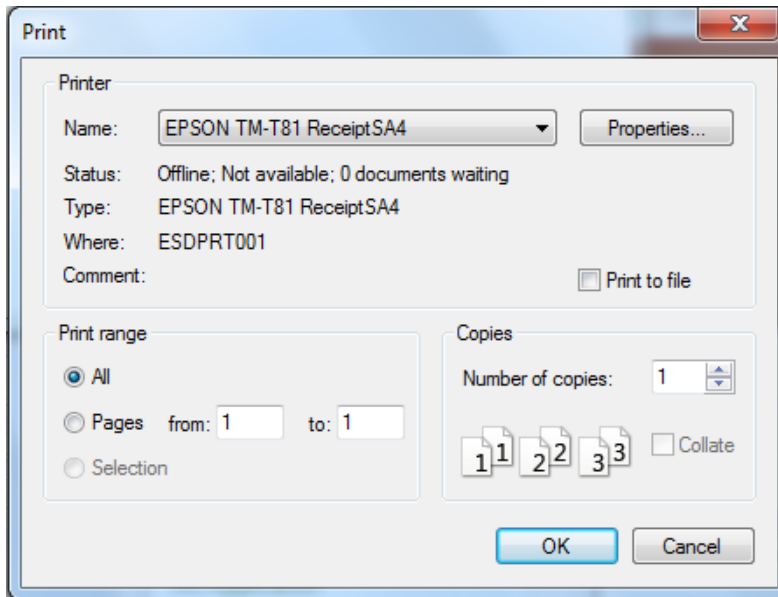 Print
Printer
Name: EPSON TM-T81 ReceiptSA4 Properties...
Status: Offline; Not available; 0 documents waiting
Type: EPSON TM-T81 ReceiptSA4
Where: ESDPRT001
Comment: Print to file
Print range
All
Pages from: 1 to: 1
Selection
Copies
Number of copies: 1
1 1 2 2 3 3 Collate
OK Cancel